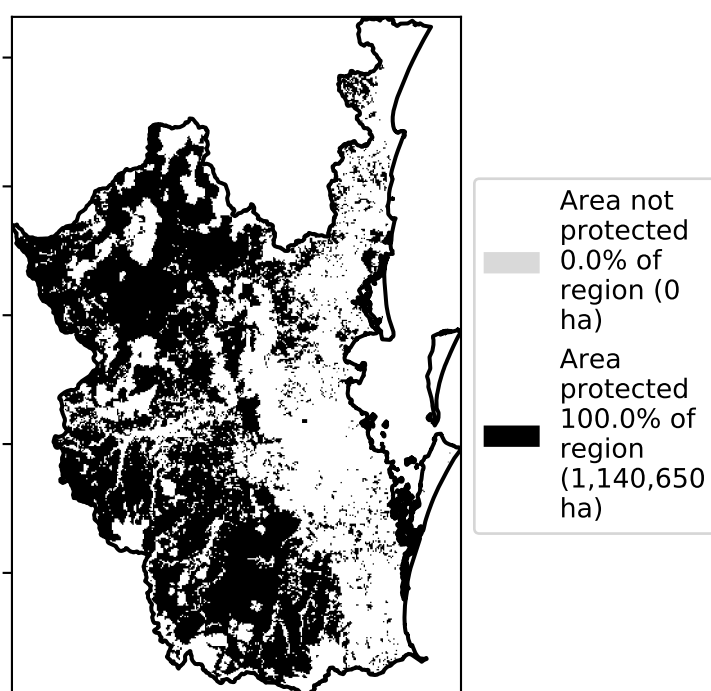 Area not
protected
0.0% of
region (0
ha)
Area
protected
100.0% of
region
(1,140,650
ha)